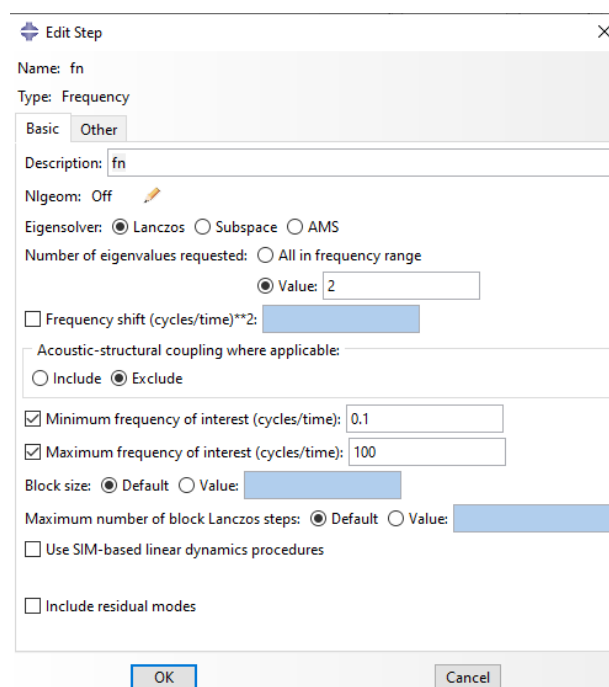 Edit Step
Name: fn
Type: Frequency
Basic Other
Description: fn
Nlgeom: Off
Eigensolver: Lanczos Subspace AMS
Number of eigenvalues requested: All in frequency range
Value: 2
Frequency shift (cycles/time)**2:
Acoustic-structural coupling where applicable:
Include Exclude
Minimum frequency of interest (cycles/time): 0.1
Maximum frequency of interest (cycles/time): 100
Block size: Default Value:
Maximum number of block Lanczos steps: Default Value:
Use SIM-based linear dynamics procedures
Include residual modes
OK Cancel